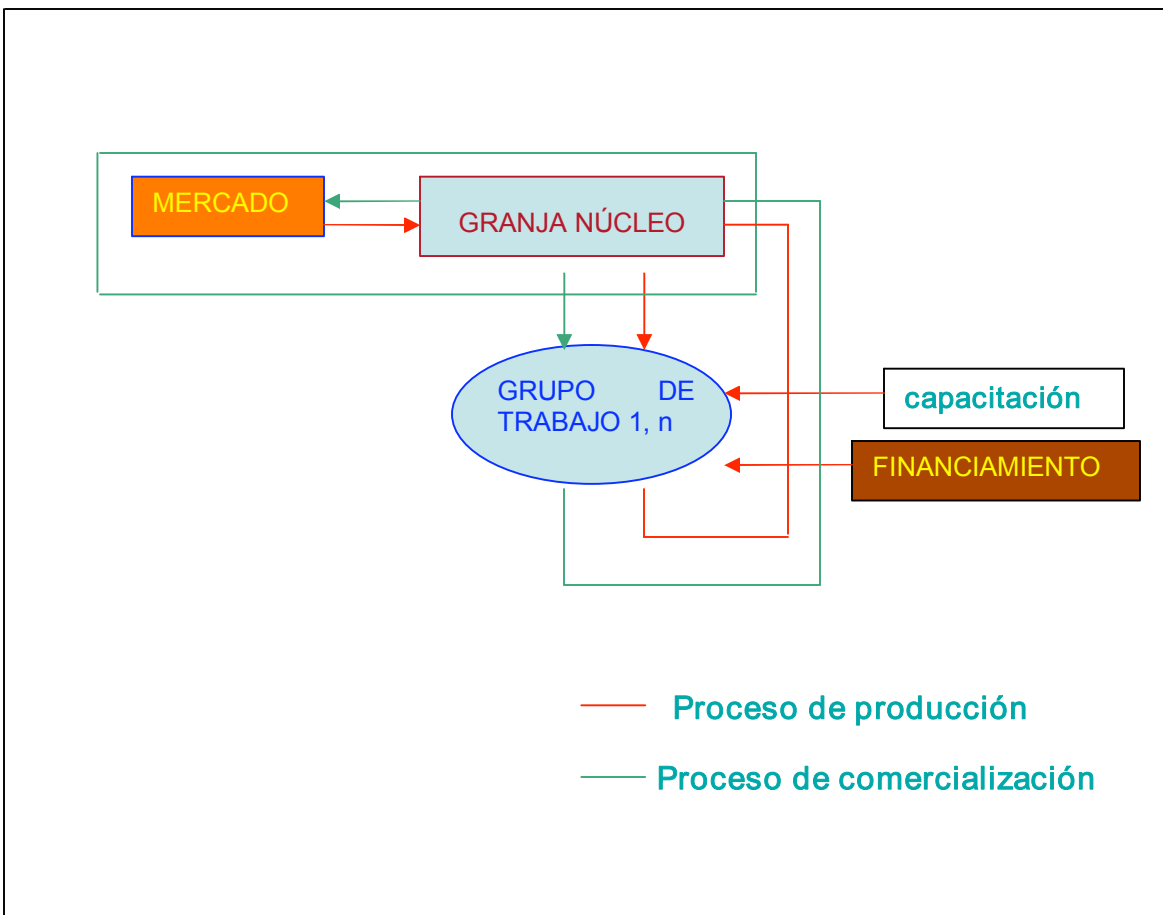 MERCADO
GRANJA NÚCLEO
GRUPO DE
TRABAJO 1, n
capacitación
FINANCIAMIENTO
Proceso de producción
Proceso de comercialización